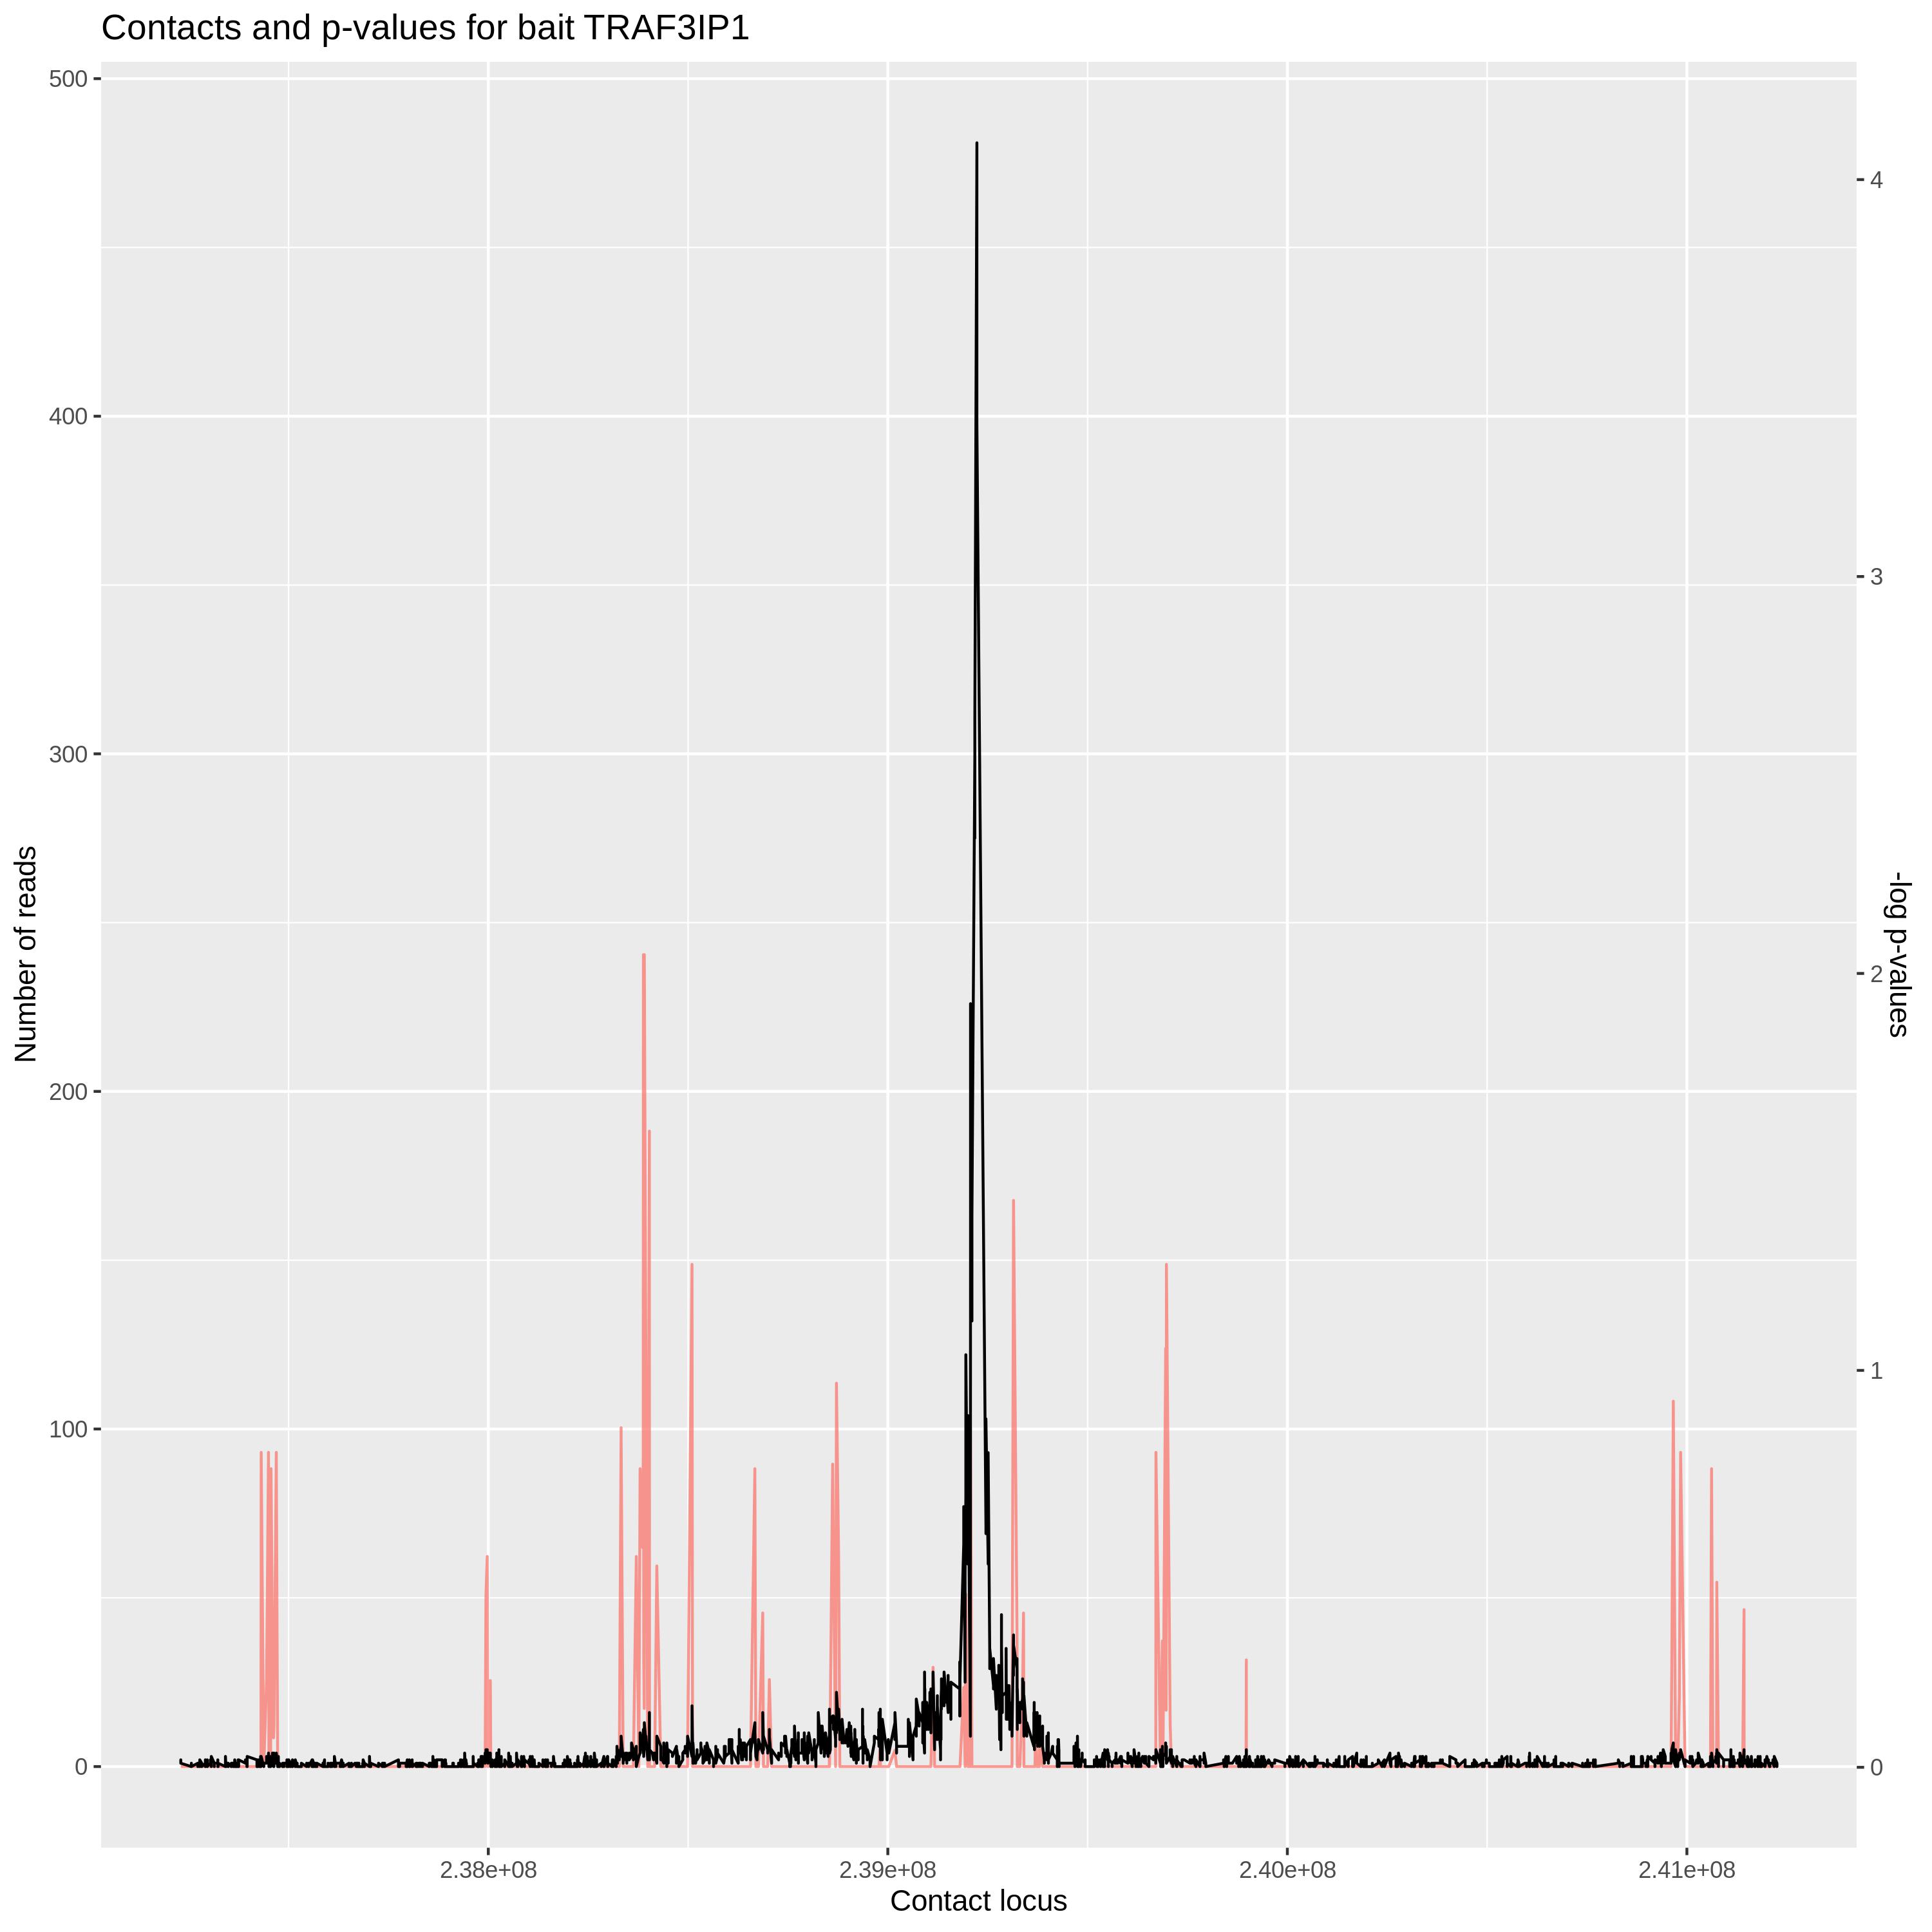 Contacts and p-values for bait TRAF3IP1
500
400
300
200
100
0
Number of reads
4
3
2
1
0
-log p-values
2.38e+08
2.39e+08
2.40e+08
2.41e+08
Contact locus